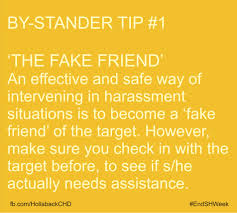 BY-STANDER TIP #1
‘THE FAKE FRIEND’
An effective and safe way of
intervening in harassment
situations is to become a ‘fake
friend’ of the target. However,
make sure you check in with the
target before, to see if s/he
actually needs assistance.
fb.com/HollabackCHD #EndSHWeek